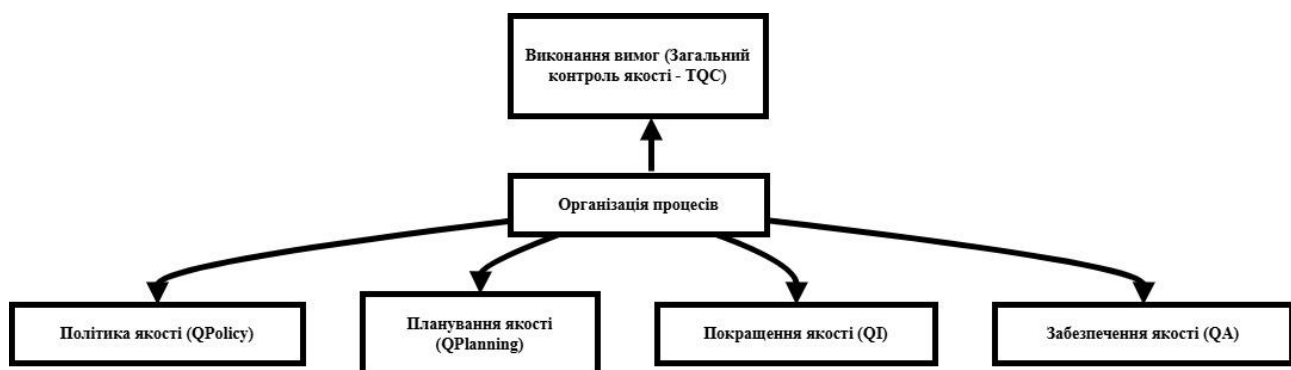 Виконання вимог (Загальний
контроль якості - TQC)
Організація процесів
Політика якості (QPolicy)
Планування якості
(QPlanning)
Покращення якості (QI)
Забезпечення якості (QA)